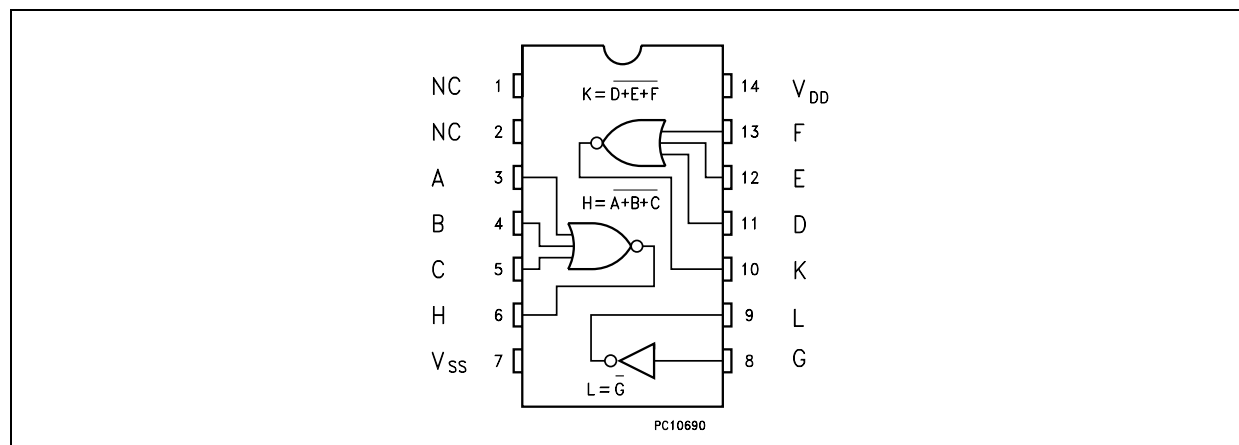 NC 1 K = D+E+F 14 VDD
NC 2 13 F
A 3 12 E
H = A+B+C
B 4 11 D
C 5 10 K
H 6 9 L
VSS 7 8 G
L = G
PC10690